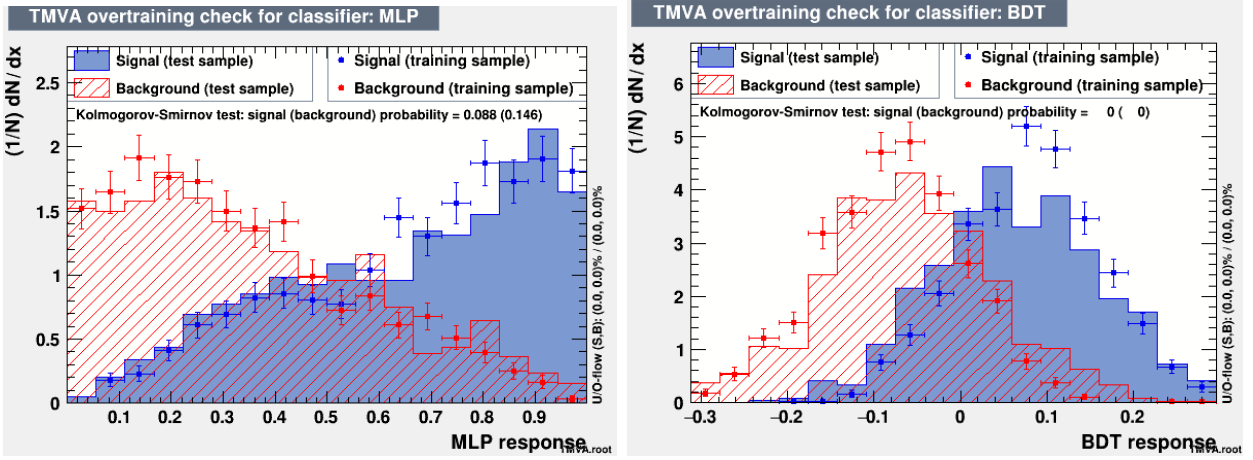 TMVA overtraining check for classifier: MLP
(1/N) dN / dx
Signal (test sample)
Background (test sample)
Signal (training sample)
Background (training sample)
Kolmogorov-Smirnov test: signal (background) probability = 0.088 (0.146)
2.5
2
1.5
1
0.5
0
0.1 0.2 0.3 0.4 0.5 0.6 0.7 0.8 0.9
MLP response
U/O-flow (S,B): (0.0, 0.0)% / (0.0, 0.0)%
TMVA.root
TMVA overtraining check for classifier: BDT
(1/N) dN / dx
Signal (test sample)
Background (test sample)
Signal (training sample)
Background (training sample)
Kolmogorov-Smirnov test: signal (background) probability = 0 ( 0)
6
5
4
3
2
1
0
−0.3 −0.2 −0.1 0 0.1 0.2
BDT response
U/O-flow (S,B): (0.0, 0.0)% / (0.0, 0.0)%
TMVA.root